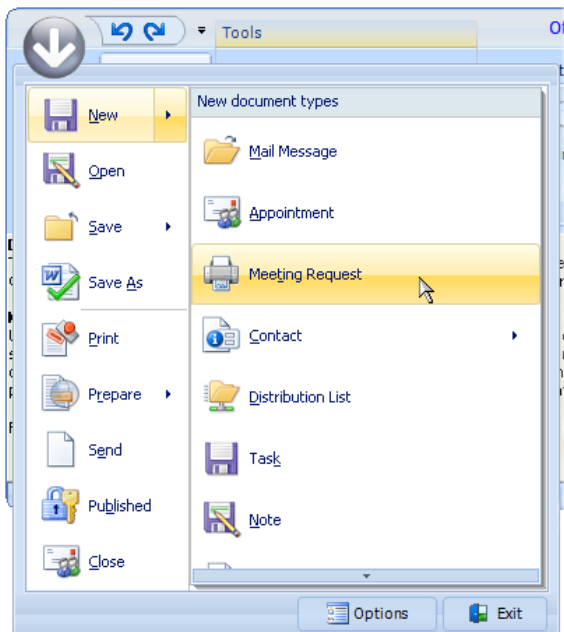 Tools
New
Open
Save
Save As
Print
Prepare
Send
Published
Close
New document types
Mail Message
Appointment
Meeting Request
Contact
Distribution List
Task
Note
Options
Exit